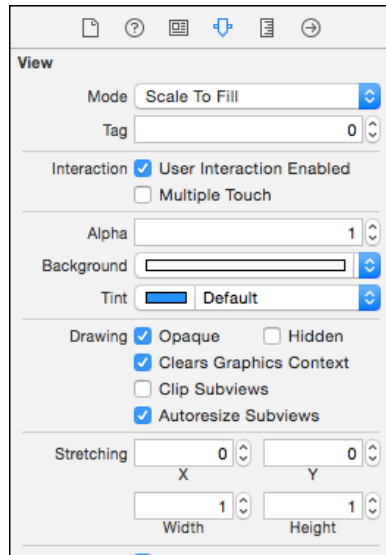 View
Mode Scale To Fill
Tag 0
Interaction User Interaction Enabled
Multiple Touch
Alpha 1
Background
Tint Default
Drawing Opaque Hidden
Clears Graphics Context
Clip Subviews
Autoresize Subviews
Stretching 0 0
X Y
1 1
Width Height